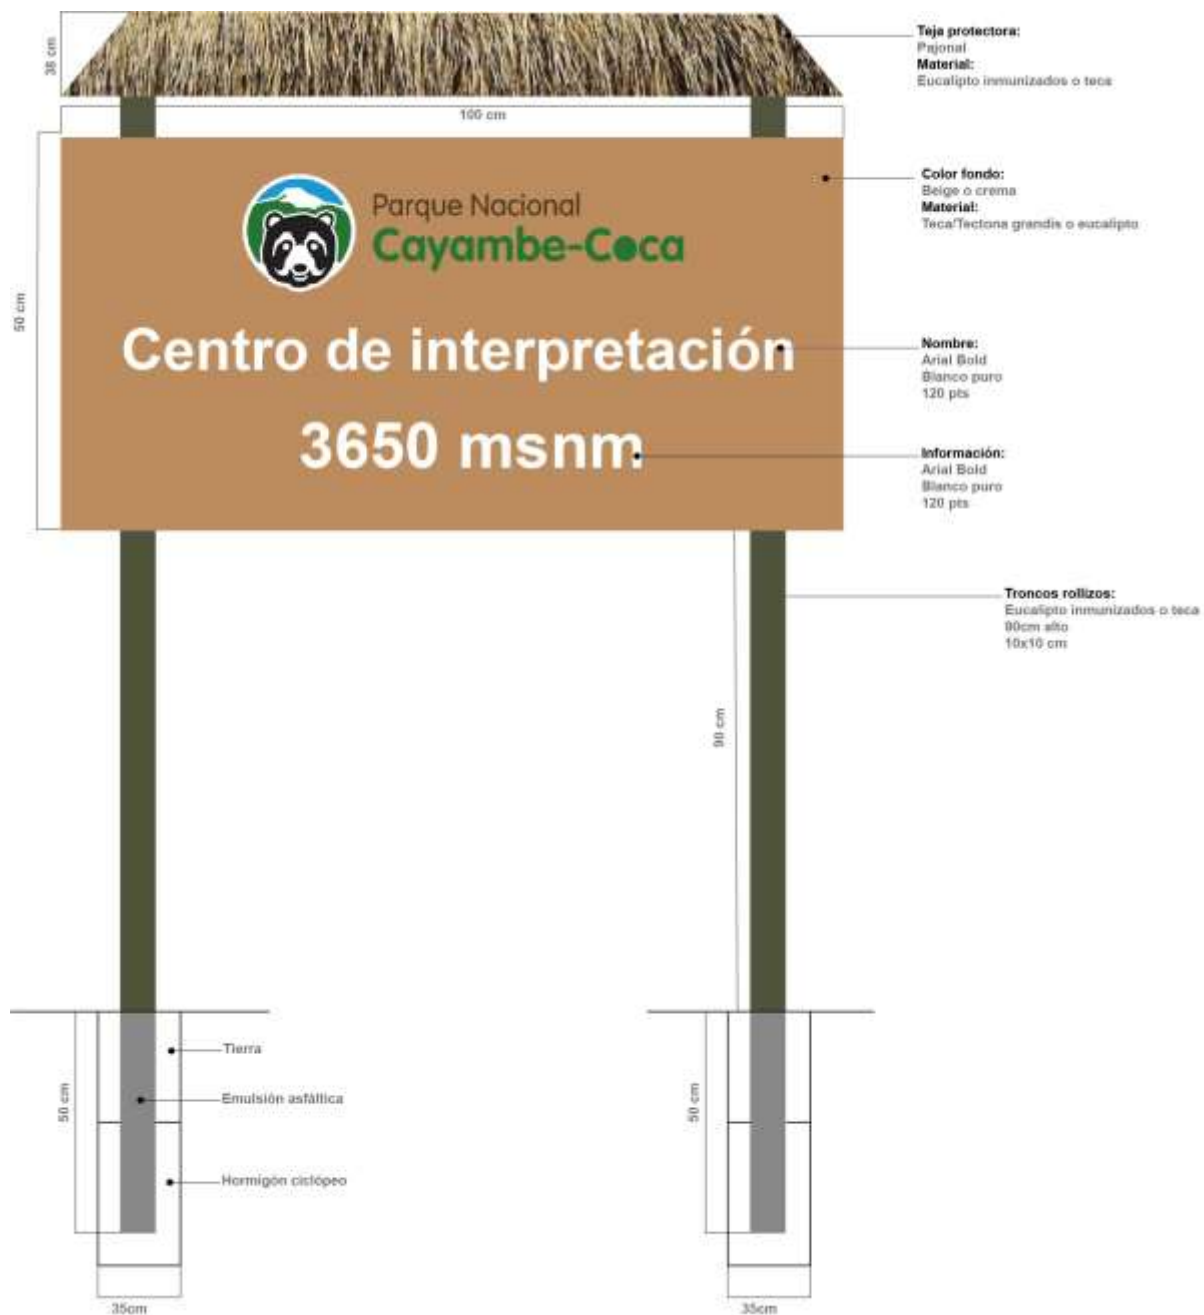 38 cm
Teja protectora:
Pajonal
Material:
Eucalipto inmunizados o teca
100 cm
Color fondo:
Beige o crema
Material:
Teca/Tectona grandis o eucalipto
50 cm
Parque Nacional
Cayambe-Coca
Centro de interpretación
3650 msnm
Nombre:
Arial Bold
Blanco puro
120 pts
Información:
Arial Bold
Blanco puro
120 pts
Troncos rollizos:
Eucalipto inmunizados o teca
90cm alto
10x10 cm
90 cm
50 cm
Tierra
Emulsión asfáltica
Hormigón ciclópeo
35cm
50 cm
35cm